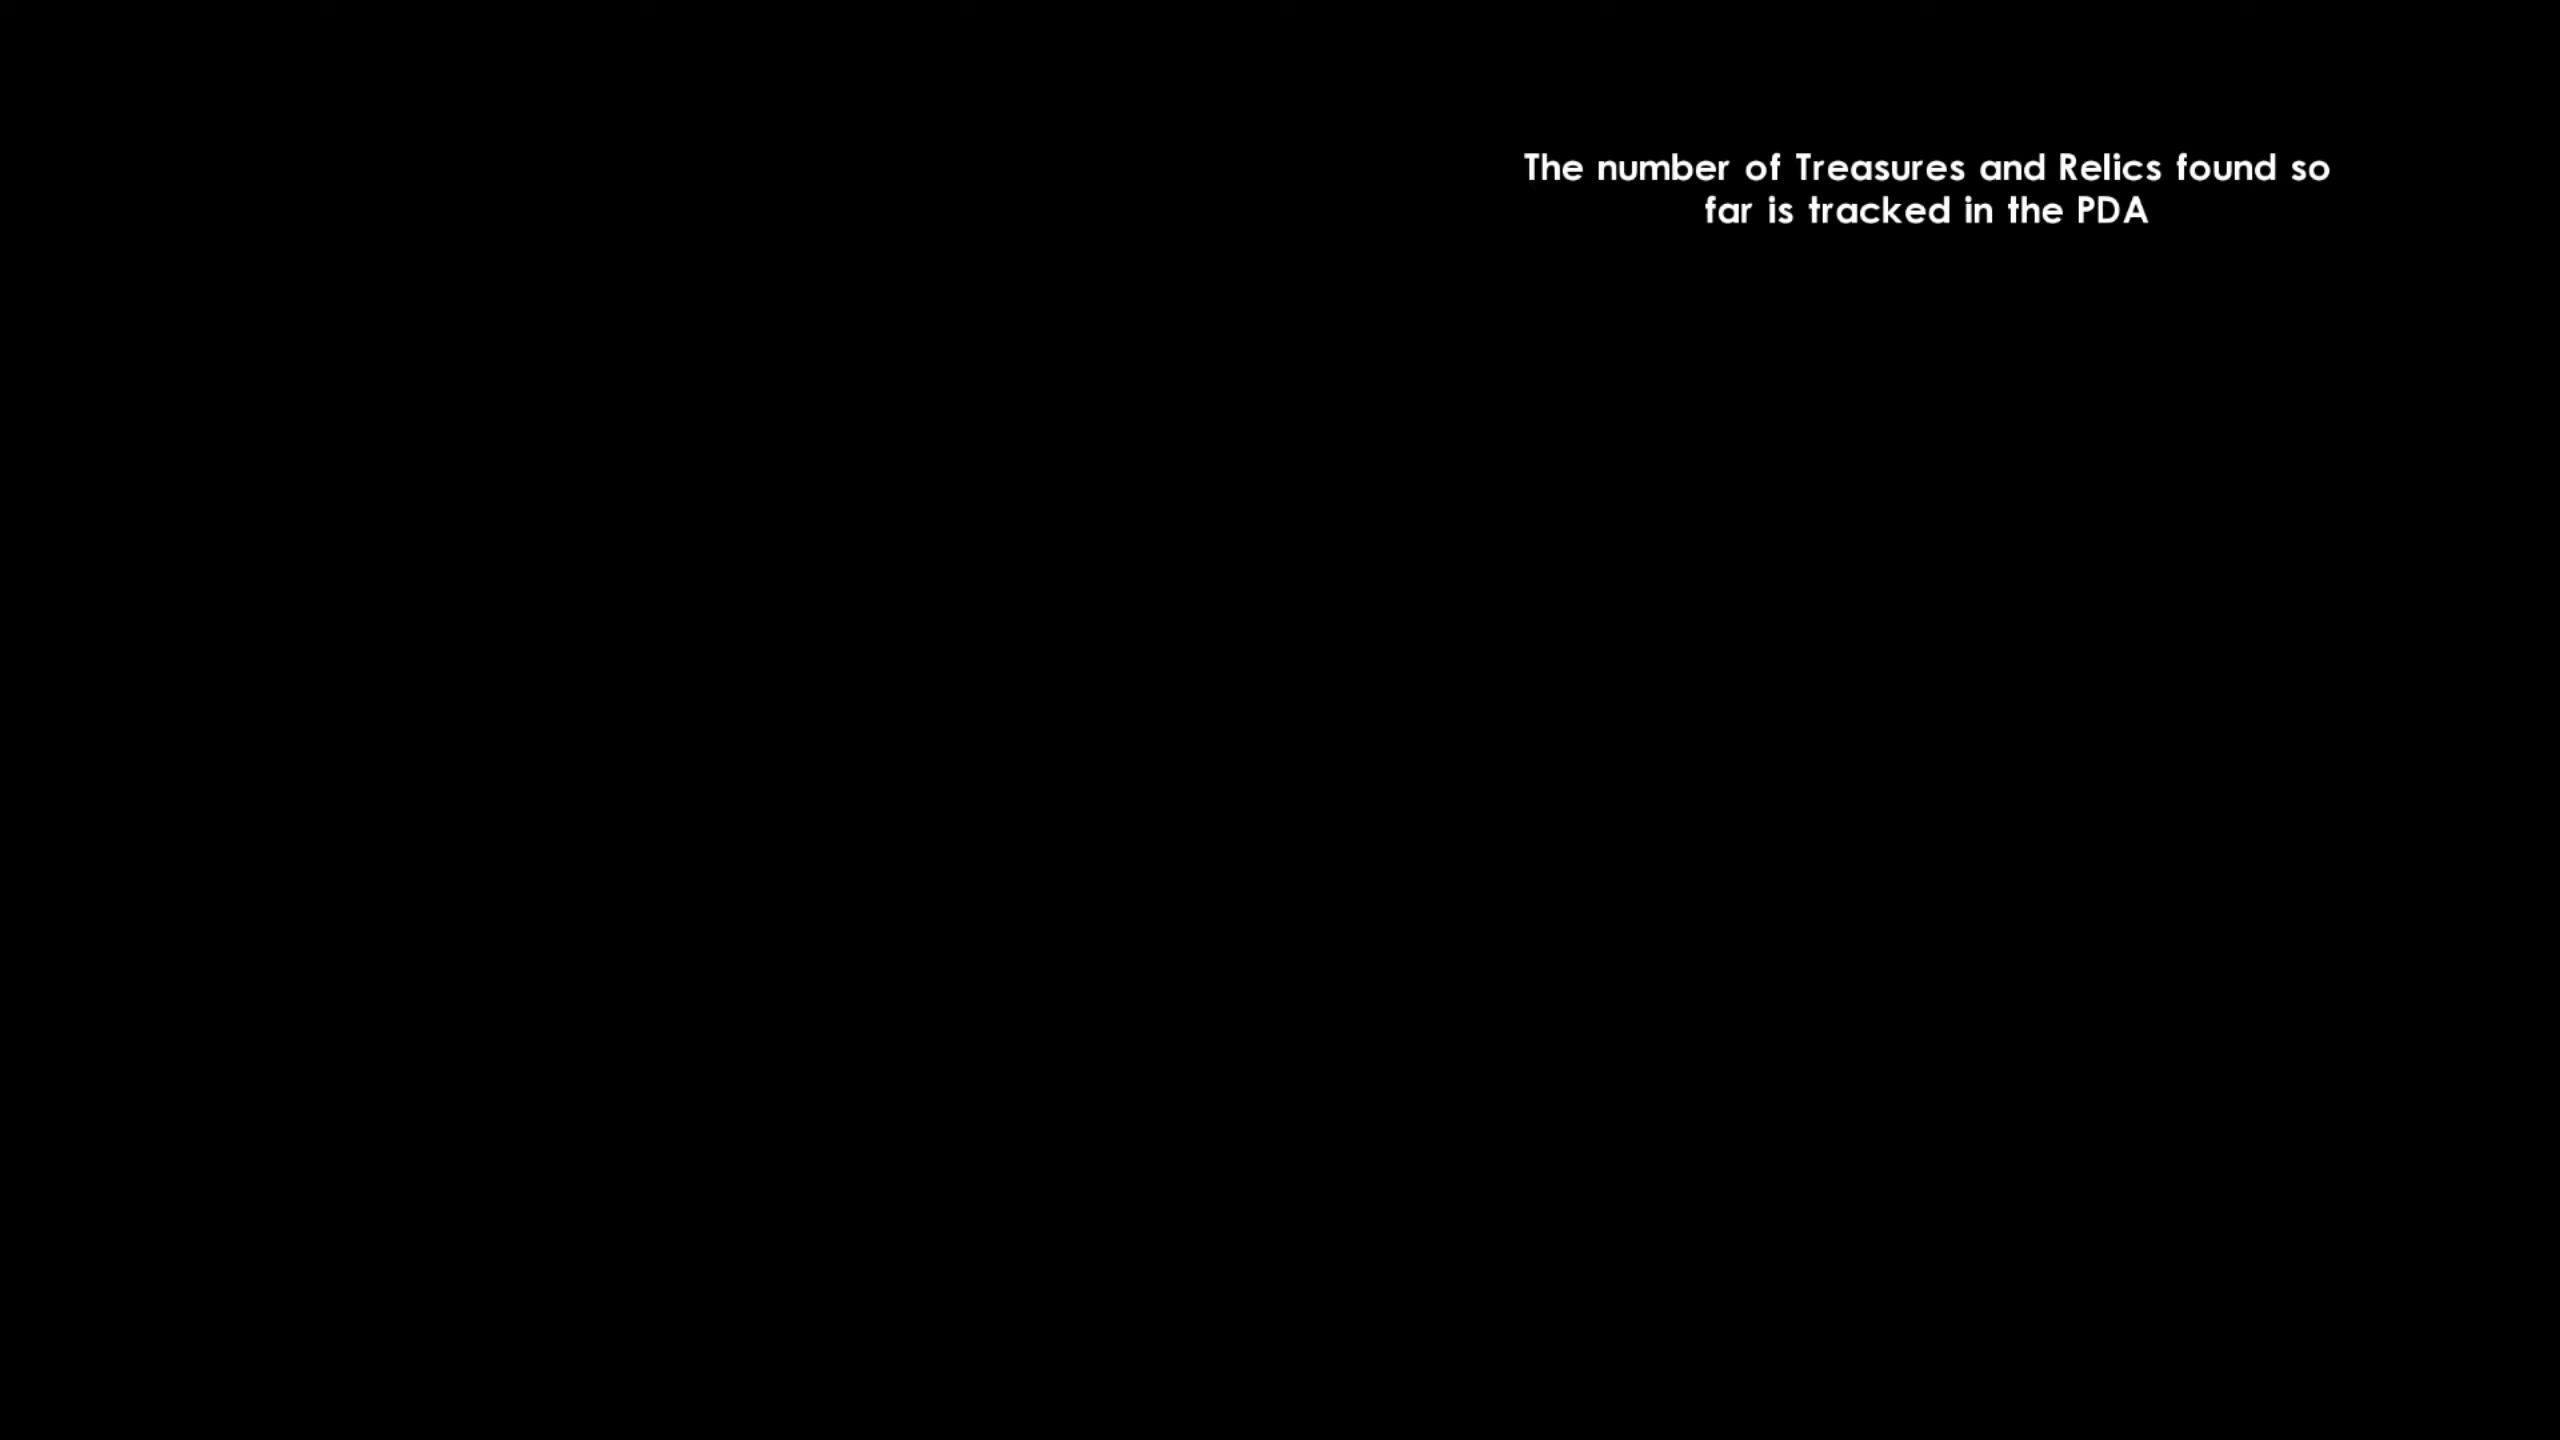 The number of Treasures and Relics found so
far is tracked in the PDA